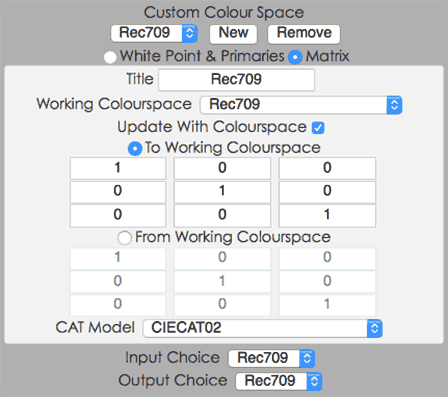 Custom Colour Space
Rec709 New Remove
White Point & Primaries Matrix
Title Rec709
Working Colourspace Rec709
Update With Colourspace
To Working Colourspace
1 0 0
0 1 0
0 0 1
From Working Colourspace
1 0 0
0 1 0
0 0 1
CAT Model CIECAT02
Input Choice Rec709
Output Choice Rec709